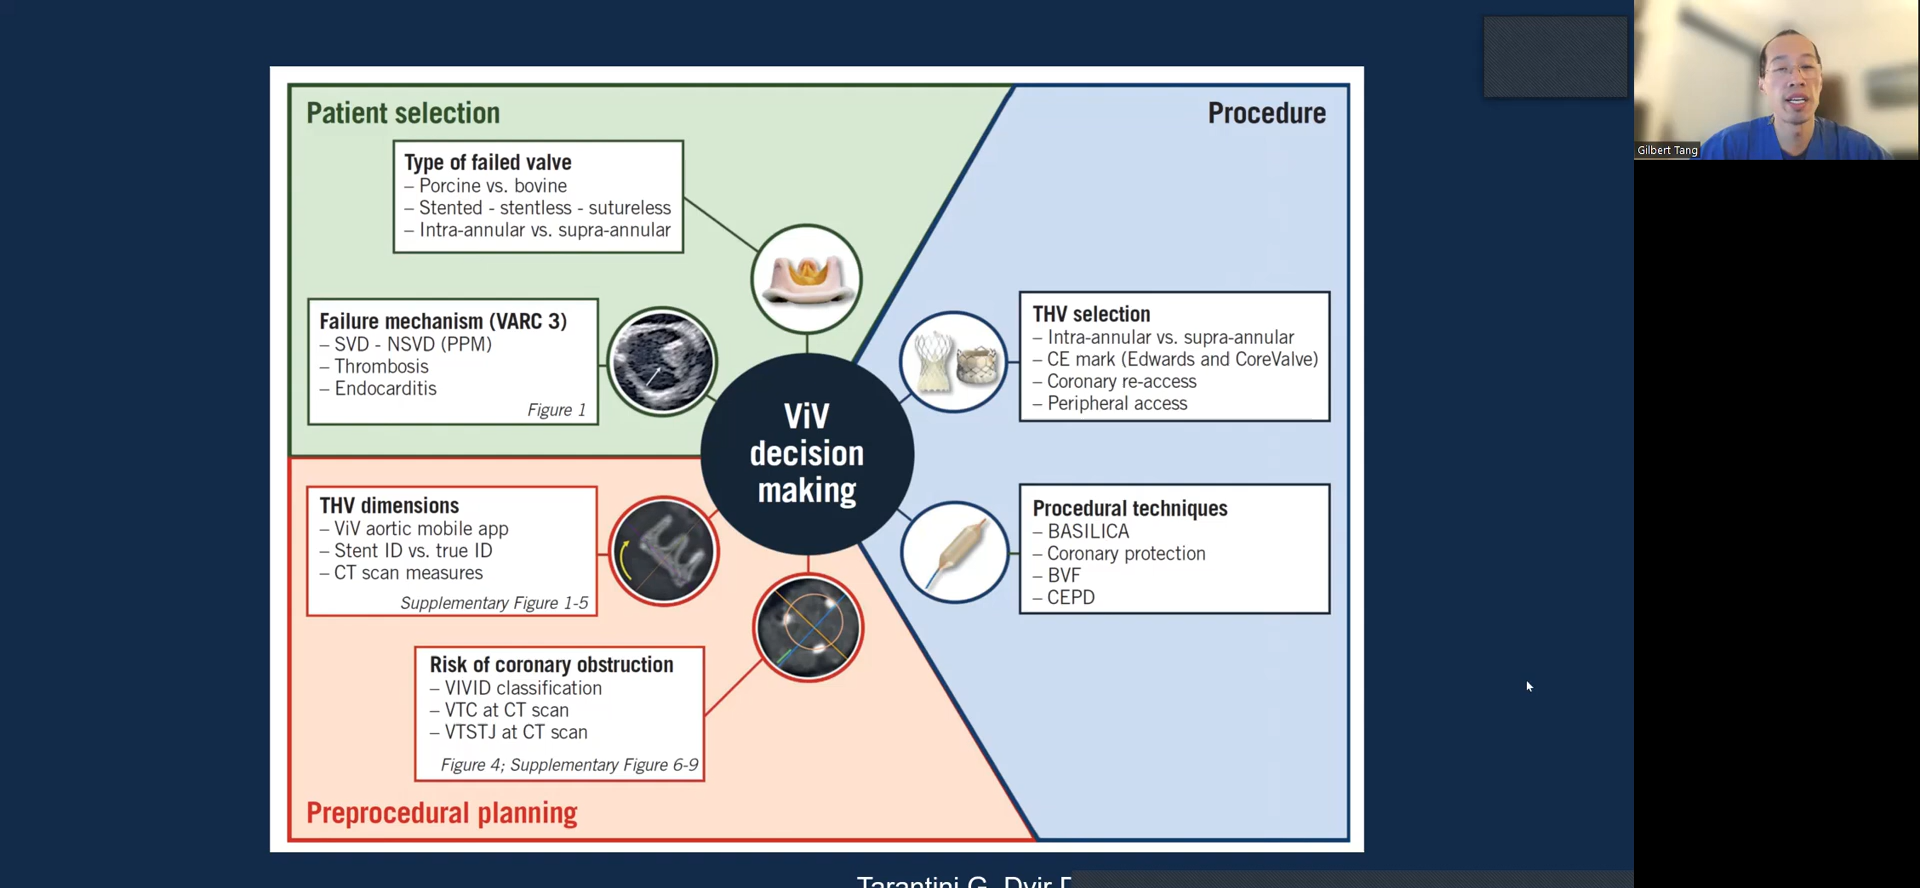 Patient selection
Procedure
Type of failed valve
– Porcine vs. bovine
– Stented - stentless - sutureless
– Intra-annular vs. supra-annular
Failure mechanism (VARC 3)
– SVD - NSVD (PPM)
– Thrombosis
– Endocarditis
Figure 1
THV selection
– Intra-annular vs. supra-annular
– CE mark (Edwards and CoreValve)
– Coronary re-access
– Peripheral access
ViV
decision
making
THV dimensions
– ViV aortic mobile app
– Stent ID vs. true ID
– CT scan measures
Supplementary Figure 1-5
Procedural techniques
– BASILICA
– Coronary protection
– BVF
– CEPD
Risk of coronary obstruction
– VIVID classification
– VTC at CT scan
– VTSTJ at CT scan
Figure 4; Supplementary Figure 6-9
Preprocedural planning
Tarantini G, Dvir
Gilbert Tang